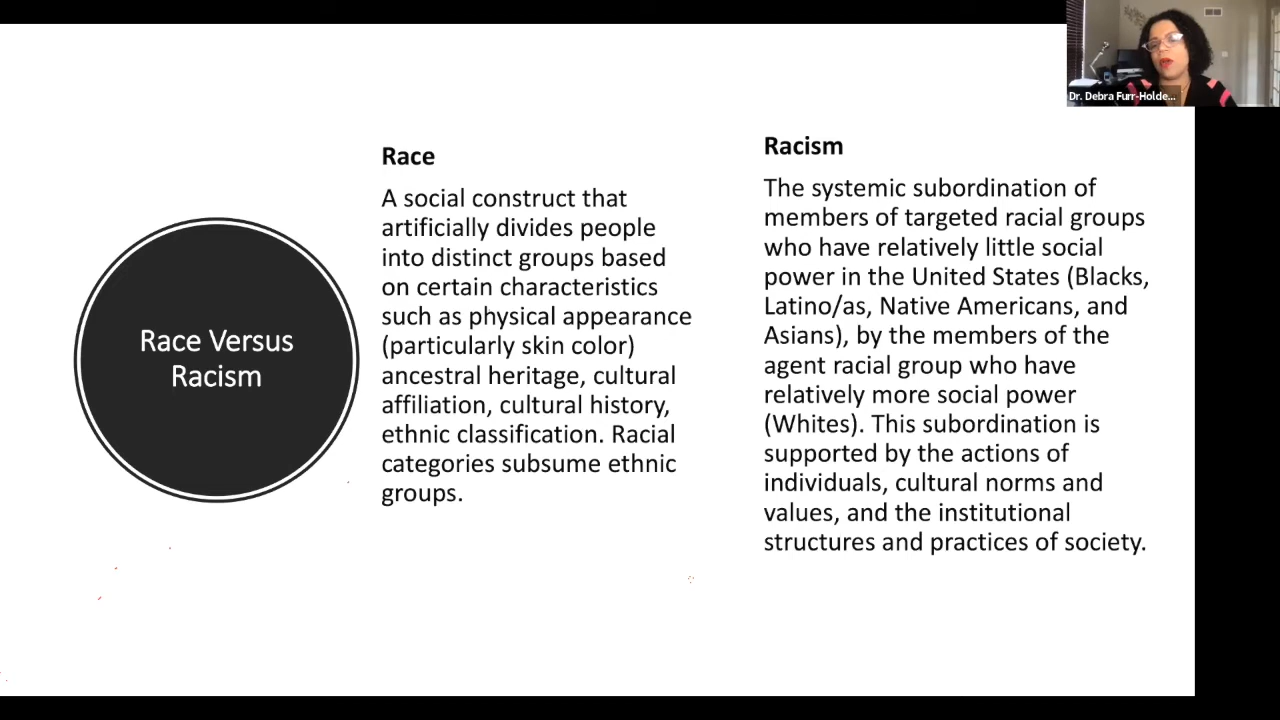 Dr. Debra Furr-Holde...
Race Versus
Racism
Race
A social construct that
artificially divides people
into distinct groups based
on certain characteristics
such as physical appearance
(particularly skin color)
ancestral heritage, cultural
affiliation, cultural history,
ethnic classification. Racial
categories subsume ethnic
groups.
Racism
The systemic subordination of
members of targeted racial groups
who have relatively little social
power in the United States (Blacks,
Latino/as, Native Americans, and
Asians), by the members of the
agent racial group who have
relatively more social power
(Whites). This subordination is
supported by the actions of
individuals, cultural norms and
values, and the institutional
structures and practices of society.